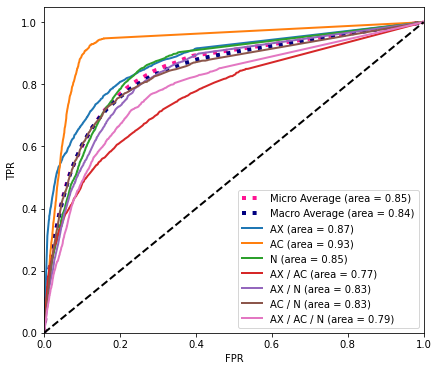 1.0
0.8
0.6
0.4
0.2
0.0
TPR
Micro Average (area = 0.85)
Macro Average (area = 0.84)
AX (area = 0.87)
AC (area = 0.93)
N (area = 0.85)
AX / AC (area = 0.77)
AX / N (area = 0.83)
AC / N (area = 0.83)
AX / AC / N (area = 0.79)
0.0 0.2 0.4 0.6 0.8 1.0
FPR